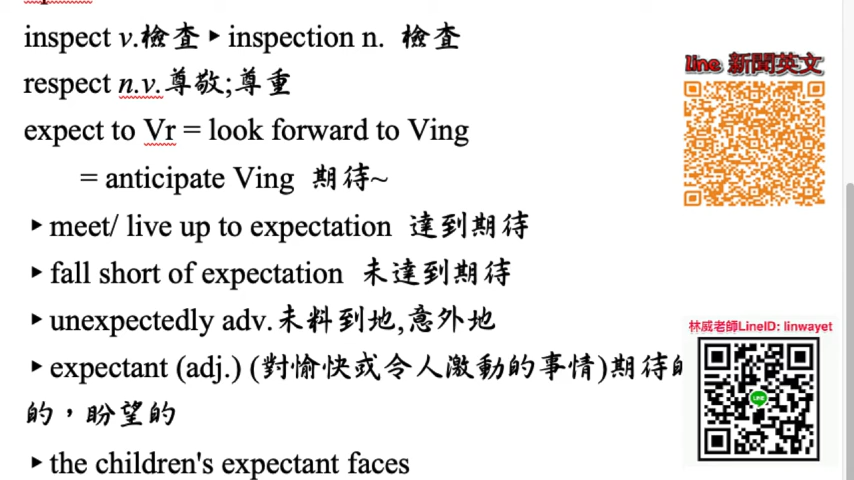 inspect v.檢查▸inspection n. 檢查
respect n.v.尊敬;尊重
expect to Vr = look forward to Ving
= anticipate Ving 期待~
▸meet/ live up to expectation 達到期待
▸fall short of expectation 未達到期待
▸unexpectedly adv.未料到地,意外地
▸expectant (adj.) (對愉快或令人激動的事情)期待
的，盼望的
▸the children's expectant faces
line 新聞英文
林威老師LineID: linwayet
LINE